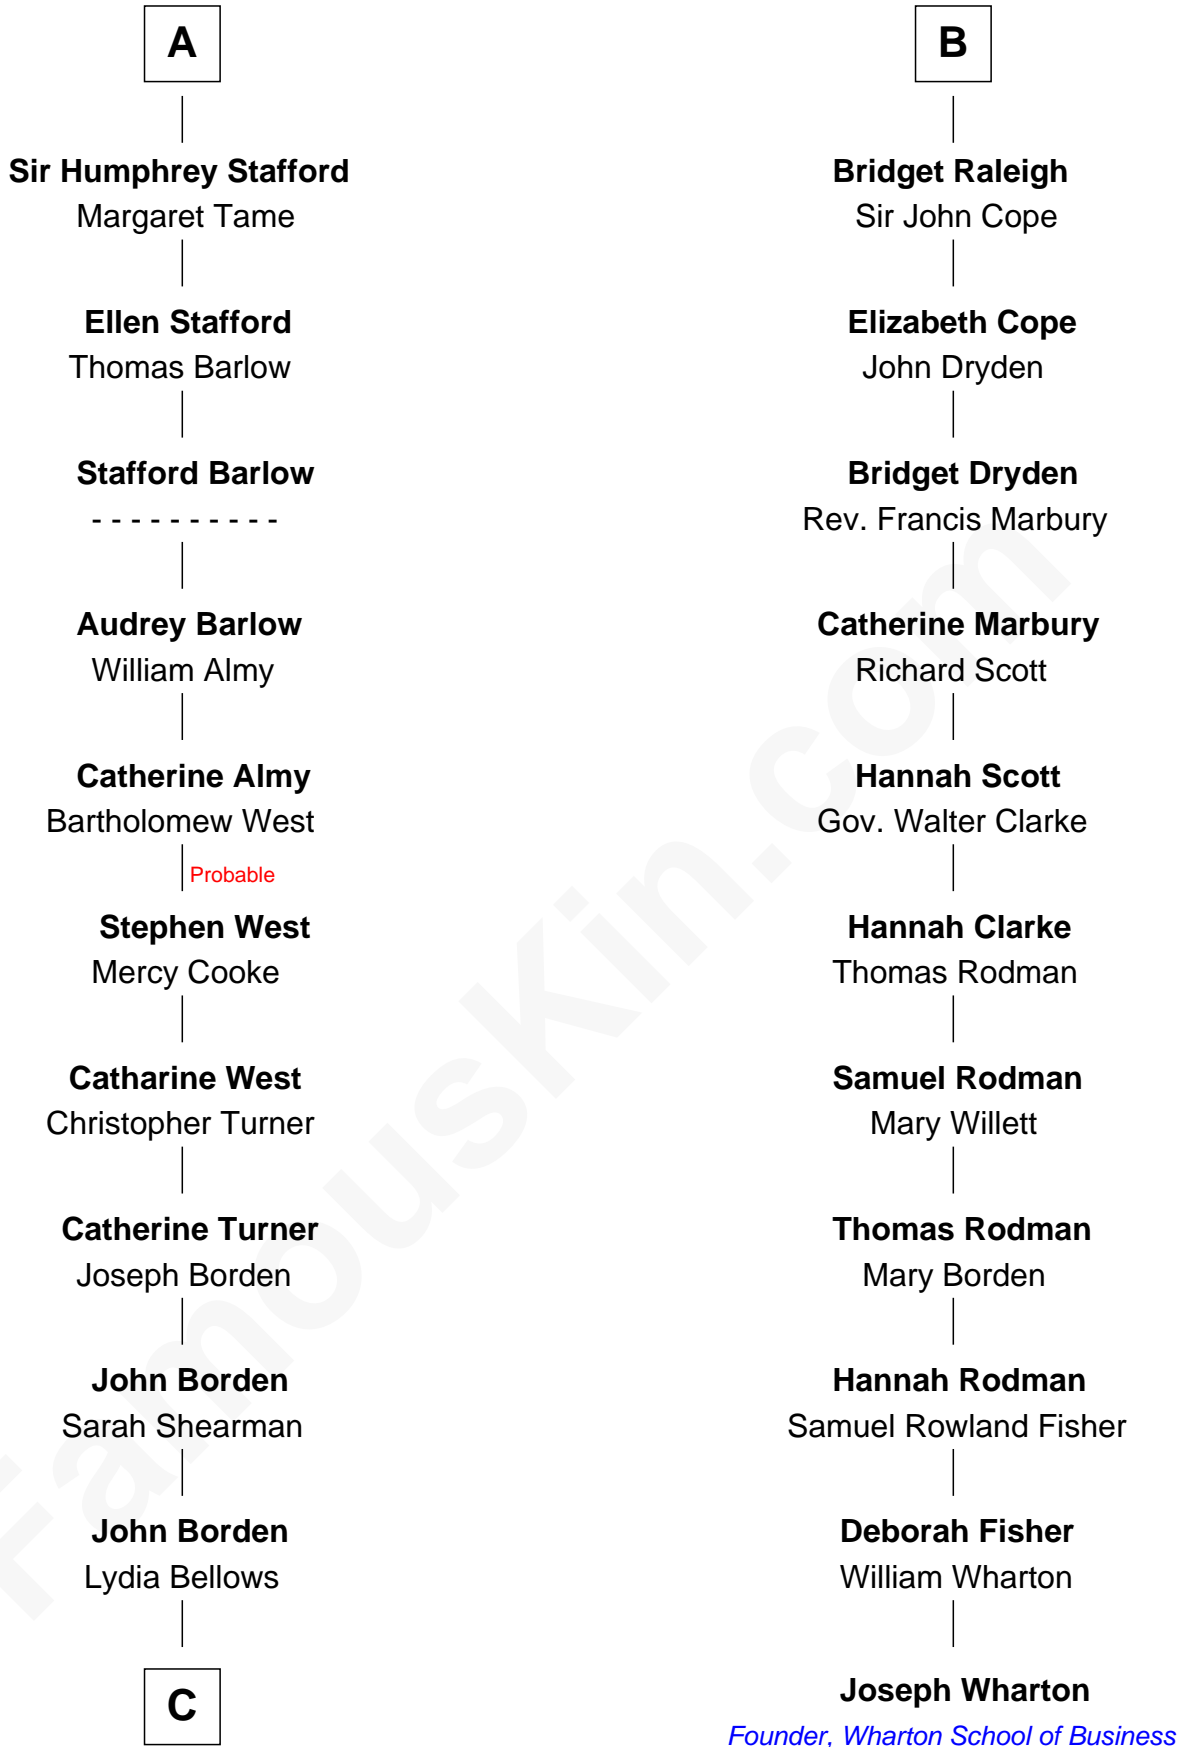 A
Sir Humphrey Stafford
Margaret Tame
Ellen Stafford
Thomas Barlow
Stafford Barlow
- - - - - - - - - -
Audrey Barlow
William Almy
Catherine Almy
Bartholomew West
Probable
Stephen West
Mercy Cooke
Catharine West
Christopher Turner
Catherine Turner
Joseph Borden
John Borden
Sarah Shearman
John Borden
Lydia Bellows
C
B
Bridget Raleigh
Sir John Cope
Elizabeth Cope
John Dryden
Bridget Dryden
Rev. Francis Marbury
Catherine Marbury
Richard Scott
Hannah Scott
Gov. Walter Clarke
Hannah Clarke
Thomas Rodman
Samuel Rodman
Mary Willett
Thomas Rodman
Mary Borden
Hannah Rodman
Samuel Rowland Fisher
Deborah Fisher
William Wharton
Joseph Wharton
Founder, Wharton School of Business
FamousKin.com